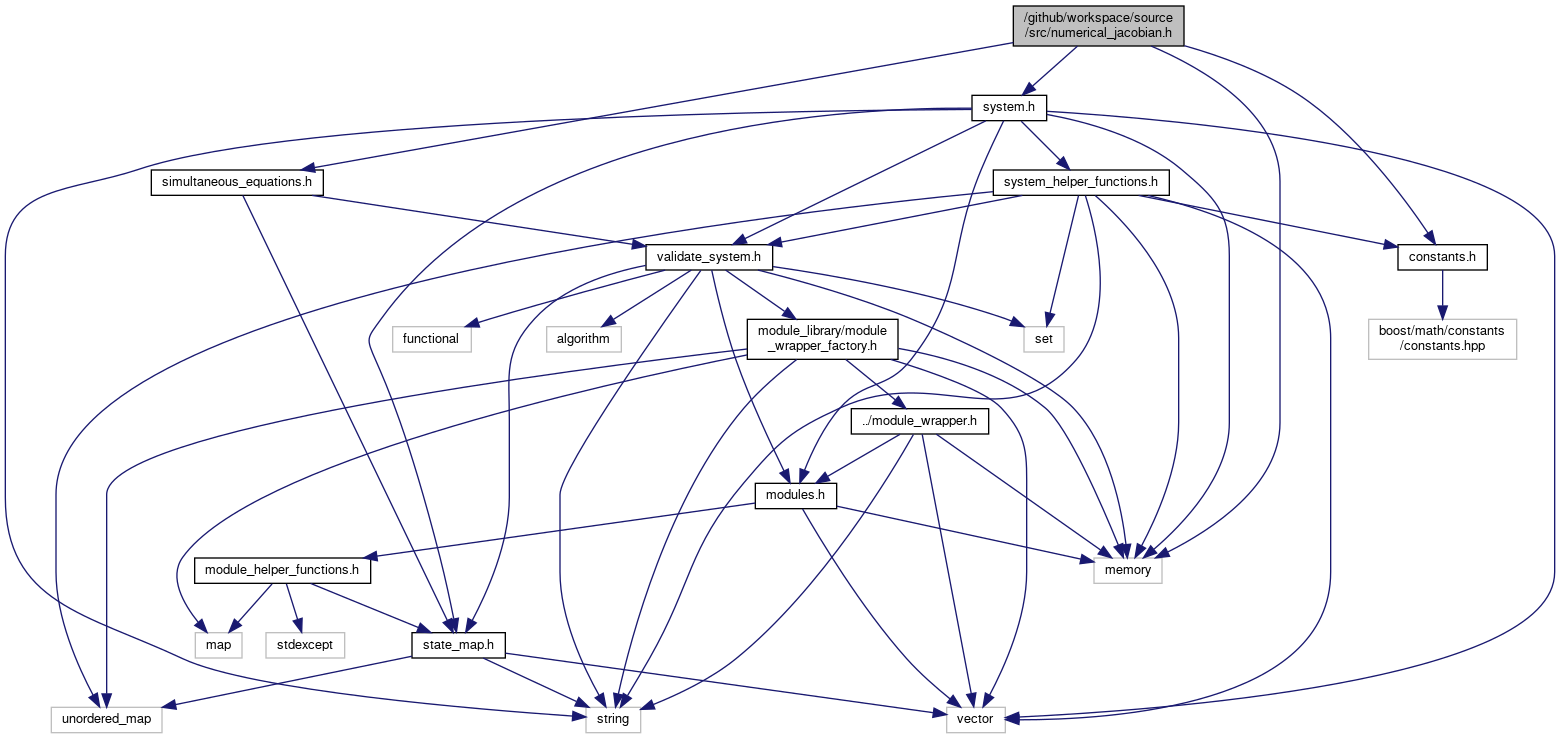 /github/workspace/source
/src/numerical_jacobian.h
system.h
simultaneous_equations.h
system_helper_functions.h
validate_system.h
constants.h
functional
algorithm
module_library/module
_wrapper_factory.h
set
boost/math/constants
/constants.hpp
../module_wrapper.h
modules.h
module_helper_functions.h
memory
map
stdexcept
state_map.h
unordered_map
string
vector